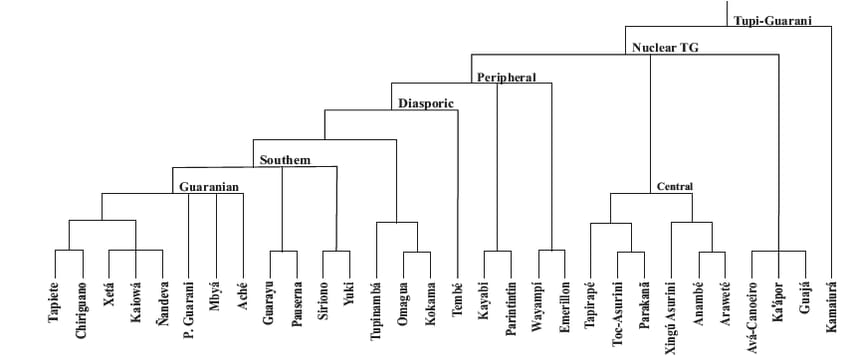 Tupi-Guarani
Nuclear TG
Peripheral
Diasporic
Southem
Guaranian
Central
Tapiete
Chiriguano
Xetá
Kaiowá
Ñandeva
P. Guarani
Mbyá
Aché
Guarayu
Pauserna
Siriono
Yuki
Tupinambá
Omagua
Kokama
Tembé
Kayabí
Parintintin
Wayampi
Emerillon
Tapirapé
Toc-Asurini
Parakanã
Xingú Asurini
Anambé
Araweté
Avá-Canoeiro
Ka'ápor
Guajá
Kamaiurá